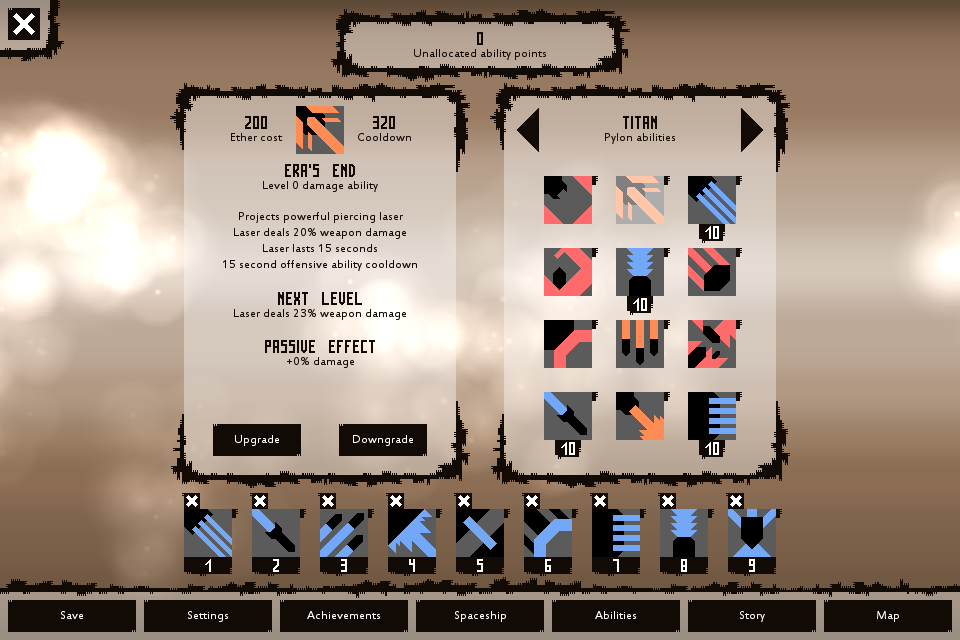 0
Unallocated ability points
200
Ether cost
320
Cooldown
ERA'S END
Level 0 damage ability
Projects powerful piercing laser
Laser deals 20% weapon damage
Laser lasts 15 seconds
15 second offensive ability cooldown
NEXT LEVEL
Laser deals 23% weapon damage
PASSIVE EFFECT
+0% damage
Upgrade
Downgrade
TITAN
Pylon abilities
10
10
10
10
1
2
3
4
5
6
7
8
9
Save
Settings
Achievements
Spaceship
Abilities
Story
Map